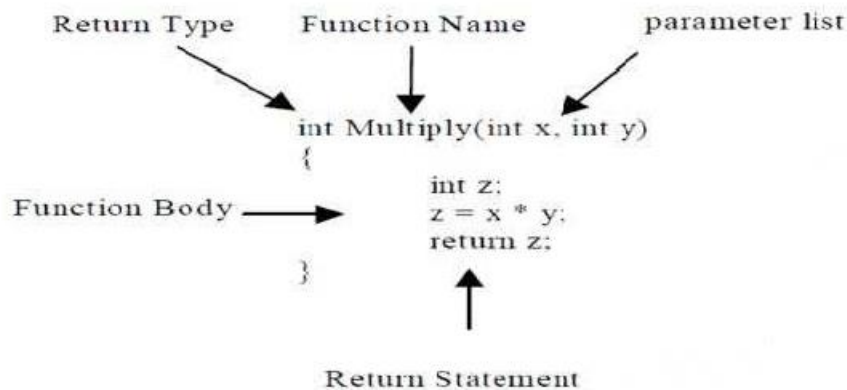 Return Type Function Name parameter list
int Multiply(int x, int y)
{
int z;
Function Body
z = x * y;
return z;
}
Return Statement